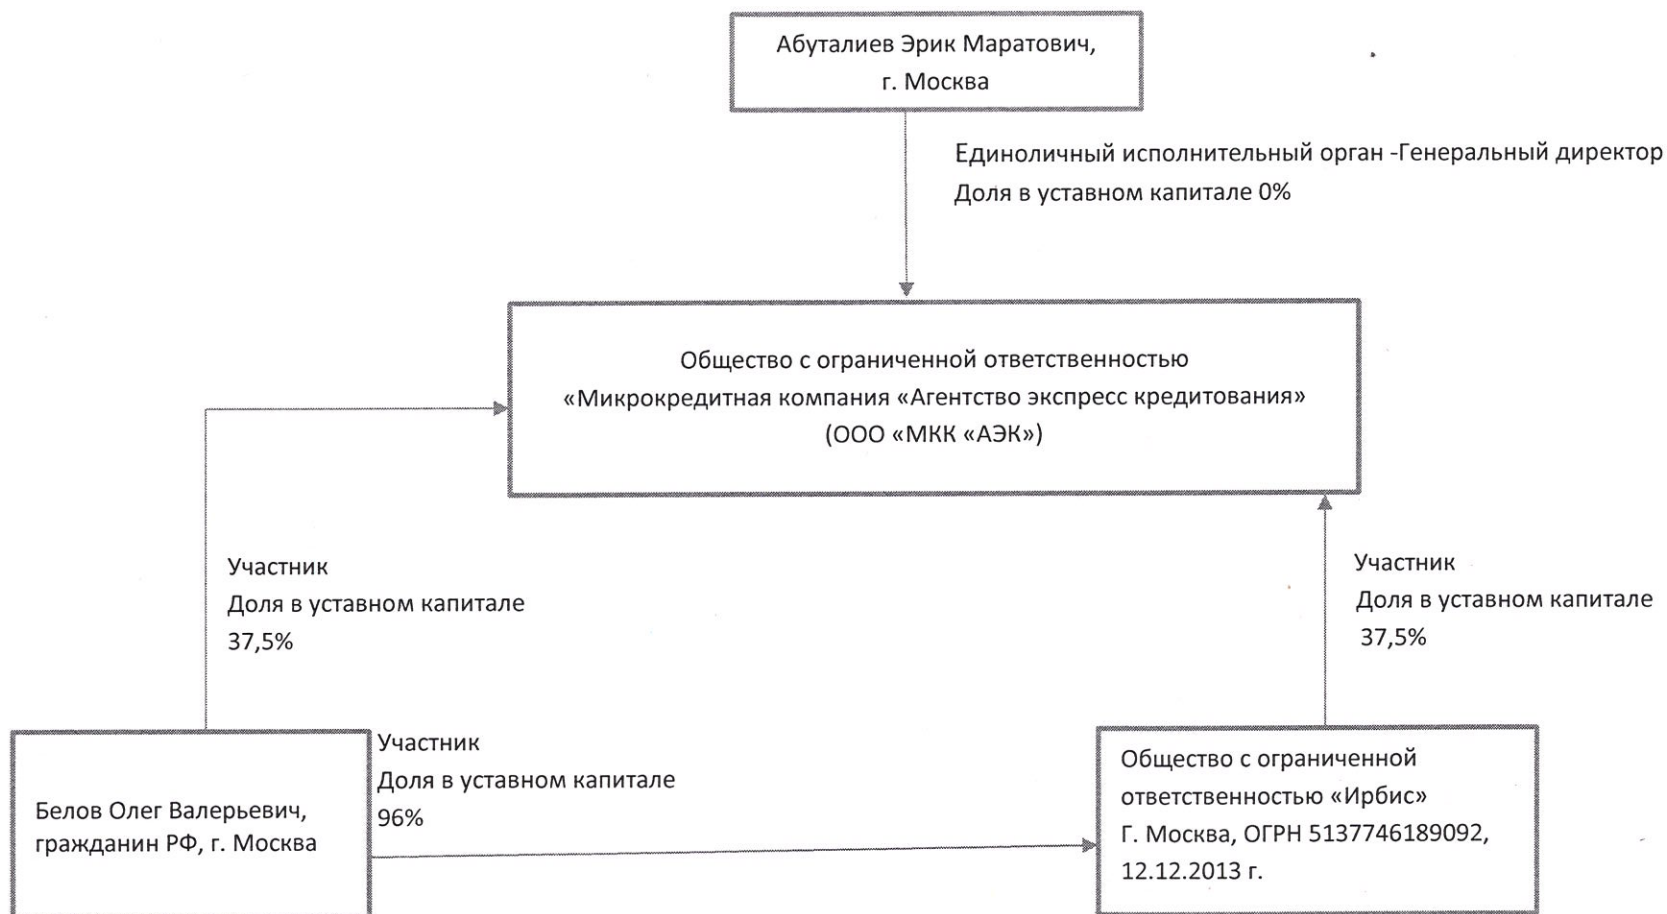 Абуталиев Эрик Маратович,
г. Москва
Единоличный исполнительный орган -Генеральный директор
Доля в уставном капитале 0%
Общество с ограниченной ответственностью
«Микрокредитная компания «Агентство экспресс кредитования»
(ООО «МКК «АЭК»)
Участник
Доля в уставном капитале
37,5%
Участник
Доля в уставном капитале
37,5%
Белов Олег Валерьевич,
гражданин РФ, г. Москва
Участник
Доля в уставном капитале
96%
Общество с ограниченной
ответственностью «Ирбис»
Г. Москва, ОГРН 5137746189092,
12.12.2013 г.